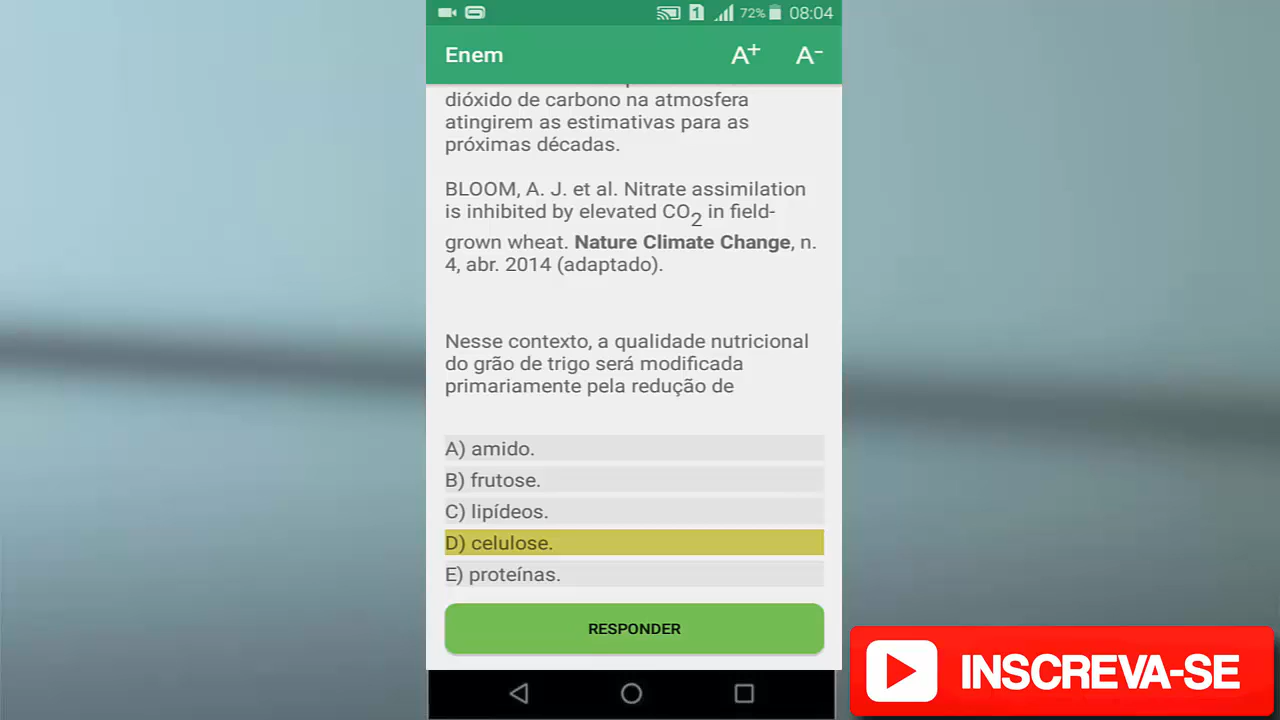 72% 08:04
Enem A+ A-
dióxido de carbono na atmosfera
atingirem as estimativas para as
próximas décadas.
BLOOM, A. J. et al. Nitrate assimilation
is inhibited by elevated CO2 in field-
grown wheat. Nature Climate Change, n.
4, abr. 2014 (adaptado).
Nesse contexto, a qualidade nutricional
do grão de trigo será modificada
primariamente pela redução de
A) amido.
B) frutose.
C) lipídeos.
D) celulose.
E) proteínas.
RESPONDER
INSCREVA-SE